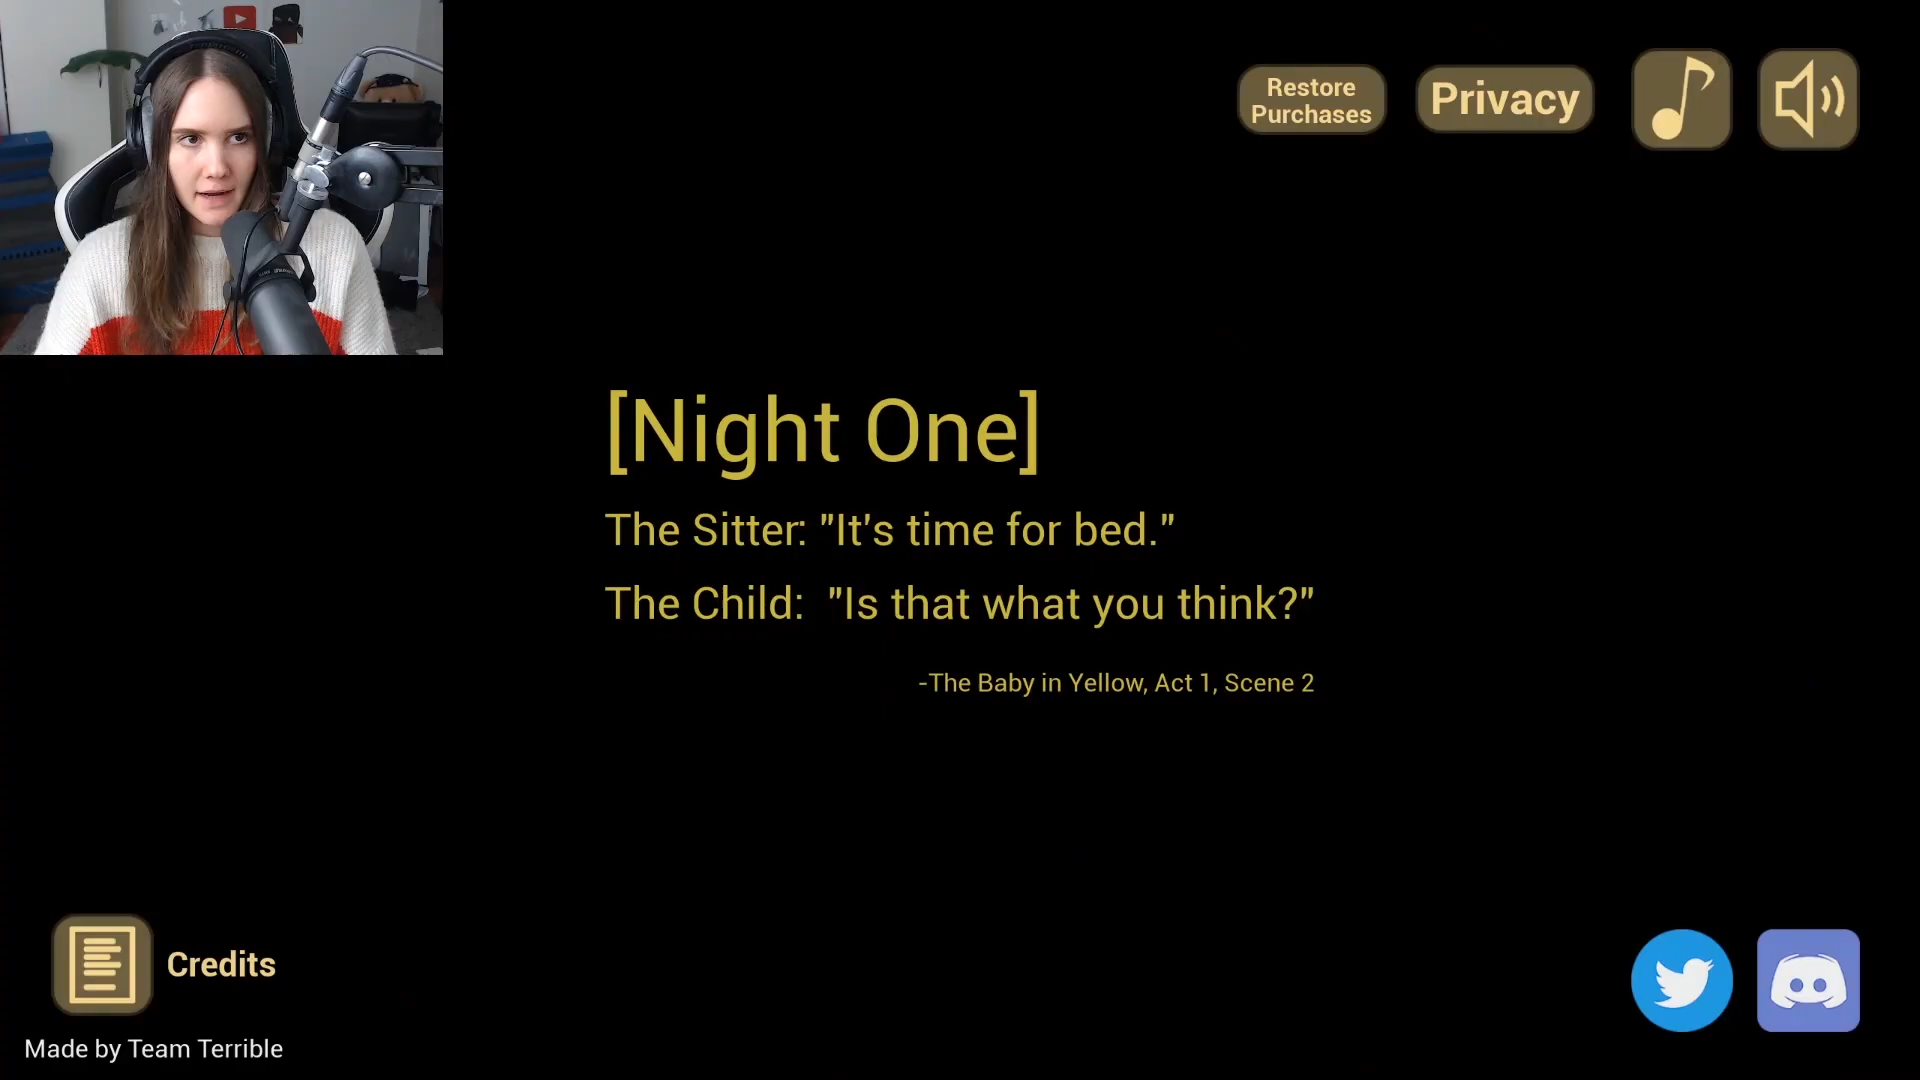 Restore
Purchases
Privacy
[Night One]
The Sitter: "It's time for bed."
The Child:  "Is that what you think?"
-The Baby in Yellow, Act 1, Scene 2
Credits
Made by Team Terrible